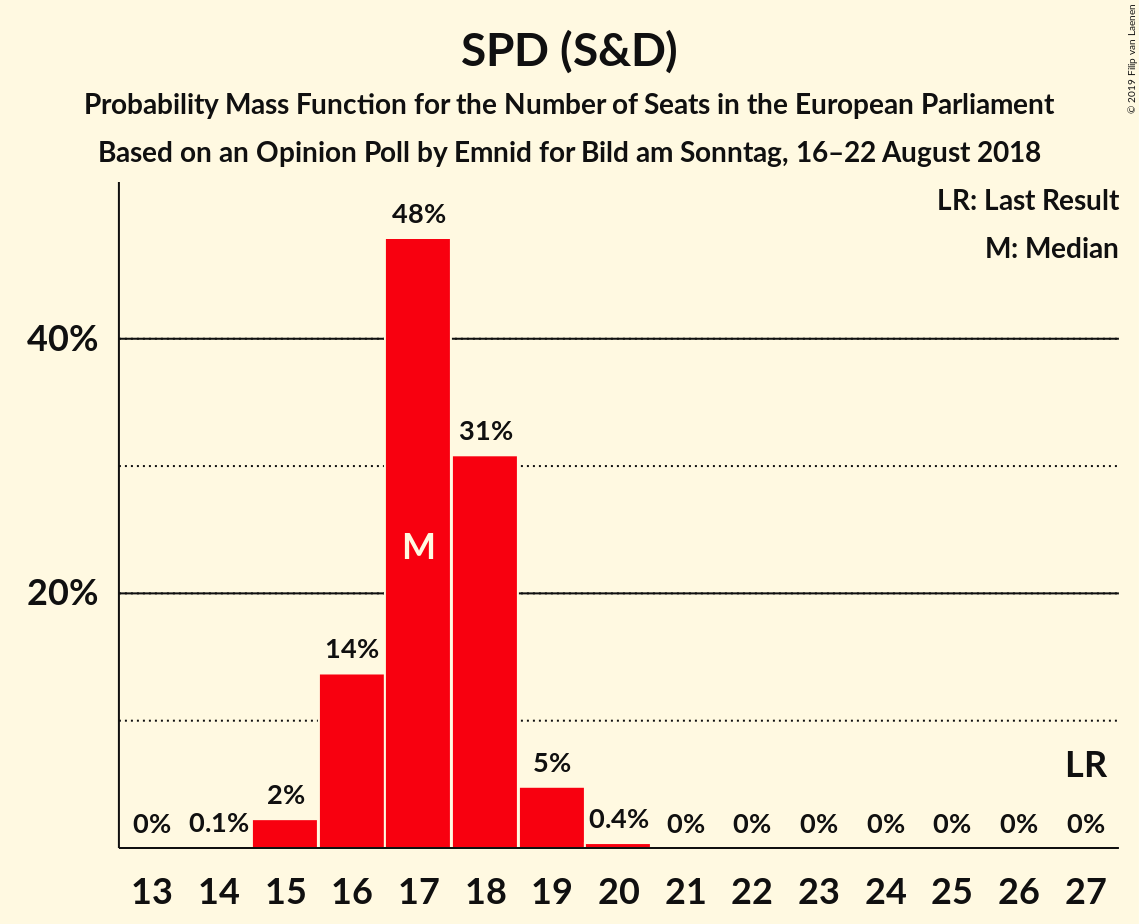 SPD (S&D)
Probability Mass Function for the Number of Seats in the European Parliament
Based on an Opinion Poll by Emnid for Bild am Sonntag, 16–22 August 2018
© 2019 Filip van Laenen
LR: Last Result
M: Median
48%
40%
31%
M
20%
14%
LR
5%
2%
0% 0.1% 0.4% 0% 0% 0% 0% 0% 0% 0%
13 14 15 16 17 18 19 20 21 22 23 24 25 26 27